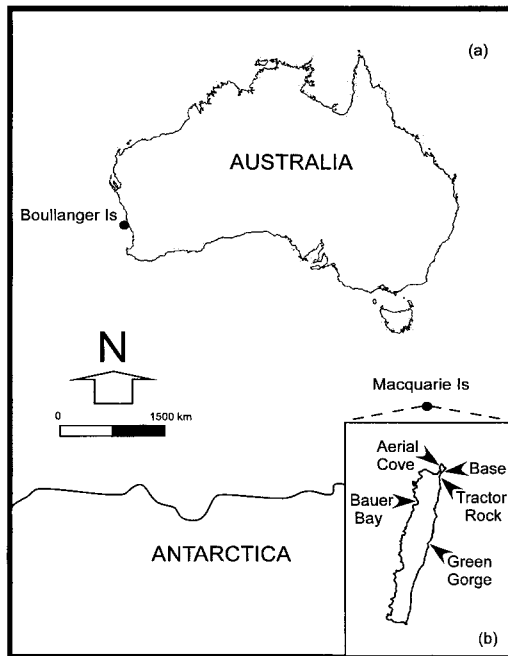 (a)
AUSTRALIA
Boullanger Is
N
0 1500 km
Macquarie Is
Aerial
Cove
Base
Bauer
Bay
Tractor
Rock
ANTARCTICA
Green
Gorge
(b)